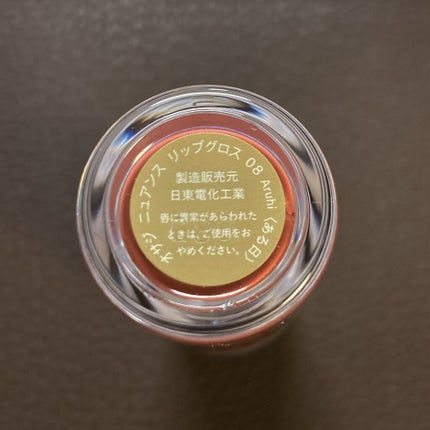 オサジ ニュアンス リップグロス 08 Aruhi〈ある日〉
製造販売元
日東電化工業
唇に異常があらわれた
ときは、ご使用をお
やめください。